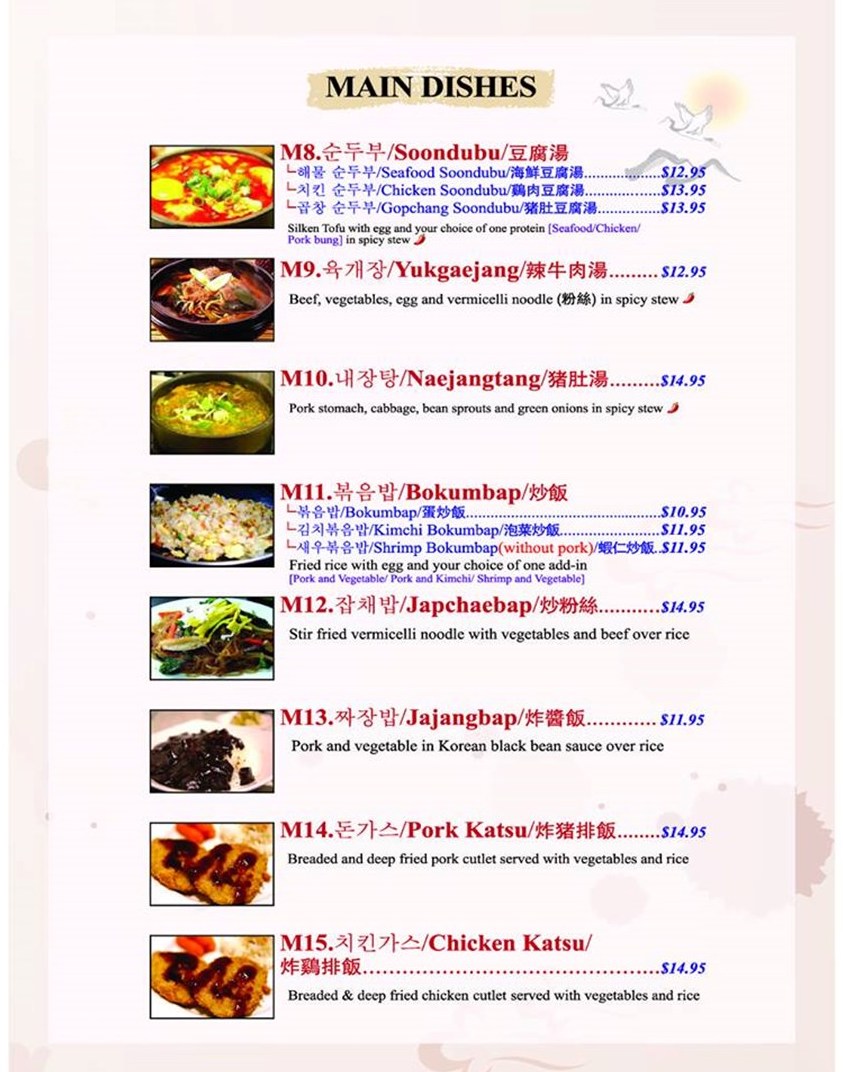 MAIN DISHES
M8.순두부/Soondubu/豆腐湯
└해물 순두부/Seafood Soondubu/海鮮豆腐湯..................$12.95
└치킨 순두부/Chicken Soondubu/鷄肉豆腐湯.................$13.95
└곱창 순두부/Gopchang Soondubu/猪肚豆腐湯..............$13.95
Silken Tofu with egg and your choice of one protein [Seafood/Chicken/
Pork bung] in spicy stew
M9.육개장/Yukgaejang/辣牛肉湯......... $12.95
Beef, vegetables, egg and vermicelli noodle (粉絲) in spicy stew
M10.내장탕/Naejangtang/猪肚湯.........$14.95
Pork stomach, cabbage, bean sprouts and green onions in spicy stew
M11.볶음밥/Bokumbap/炒飯
└볶음밥/Bokumbap/蛋炒飯.............................................$10.95
└김치볶음밥/Kimchi Bokumbap/泡菜炒飯.......................$11.95
└새우볶음밥/Shrimp Bokumbap(without pork)/蝦仁炒飯..$11.95
Fried rice with egg and your choice of one add-in
[Pork and Vegetable/ Pork and Kimchi/ Shrimp and Vegetable]
M12.잡채밥/Japchaebap/炒粉絲...........$14.95
Stir fried vermicelli noodle with vegetables and beef over rice
M13.짜장밥/Jajangbap/炸醬飯............ $11.95
Pork and vegetable in Korean black bean sauce over rice
M14.돈가스/Pork Katsu/炸猪排飯........$14.95
Breaded and deep fried pork cutlet served with vegetables and rice
M15.치킨가스/Chicken Katsu/
炸鷄排飯.......................................$14.95
Breaded & deep fried chicken cutlet served with vegetables and rice